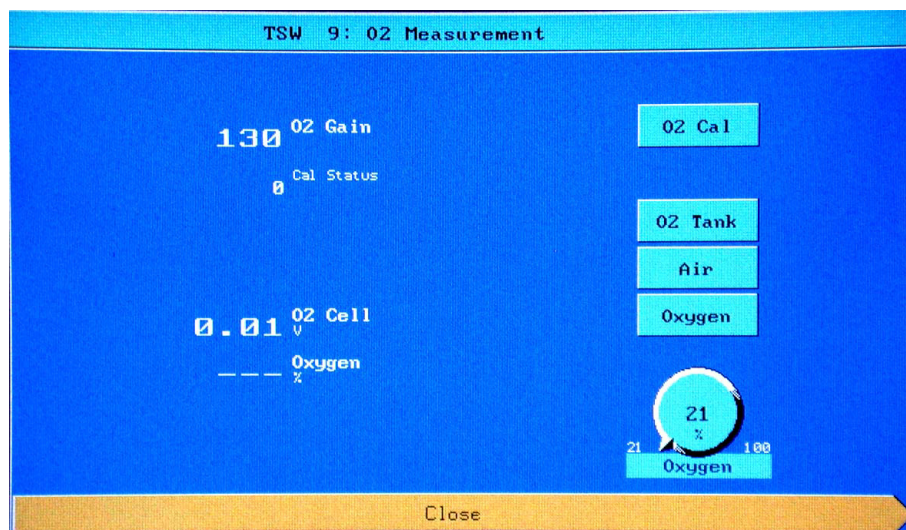 TSW 9: O2 Measurement
130 O2 Gain
0 Cal Status
0.01 O2 Cell
V
--- Oxygen
%
O2 Cal
O2 Tank
Air
Oxygen
21
%
21 100
Oxygen
Close